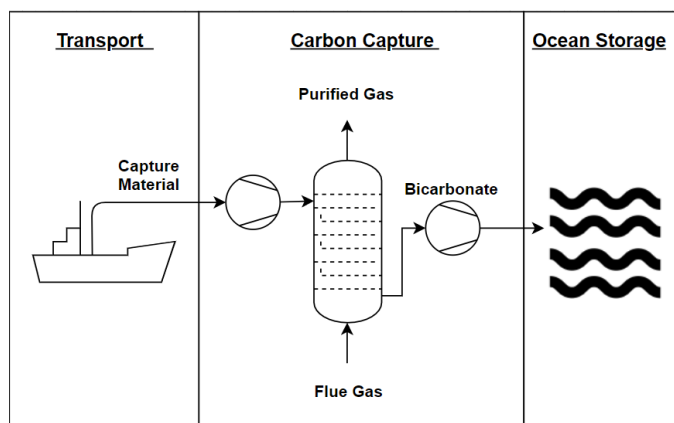 Transport
Carbon Capture
Ocean Storage
Purified Gas
Capture
Material
Bicarbonate
Flue Gas